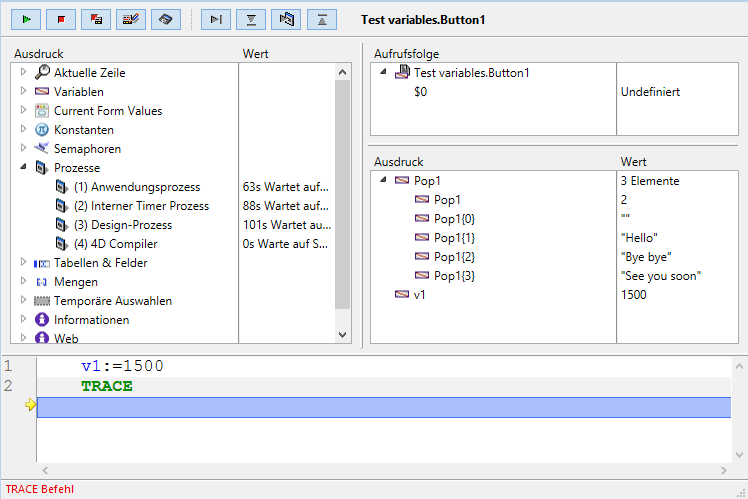 Test variables.Button1
Ausdruck Wert
Aktuelle Zeile
Variablen
Current Form Values
Konstanten
Semaphoren
Prozesse
(1) Anwendungsprozess 63s Wartet auf...
(2) Interner Timer Prozess 88s Wartet auf...
(3) Design-Prozess 101s Wartet au...
(4) 4D Compiler 0s Warte auf S...
Tabellen & Felder
Mengen
Temporäre Auswahlen
Informationen
Web
Aufrufsfolge
Test variables.Button1
$0 Undefiniert
Ausdruck Wert
Pop1 3 Elemente
Pop1 2
Pop1{0} ""
Pop1{1} "Hello"
Pop1{2} "Bye bye"
Pop1{3} "See you soon"
v1 1500
1 v1:=1500
2 TRACE
TRACE Befehl